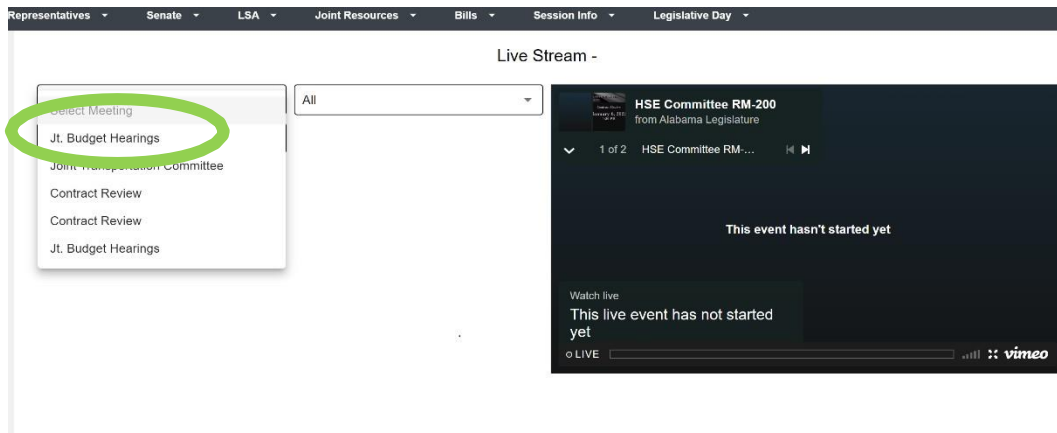 Representatives Senate LSA Joint Resources Bills Session Info Legislative Day
Live Stream -
Select Meeting
Jt. Budget Hearings
Joint Transportation Committee
Contract Review
Contract Review
Jt. Budget Hearings
All
HSE Committee RM-200
from Alabama Legislature
1 of 2 HSE Committee RM-...
This event hasn't started yet
Watch live
This live event has not started
yet
LIVE
vimeo